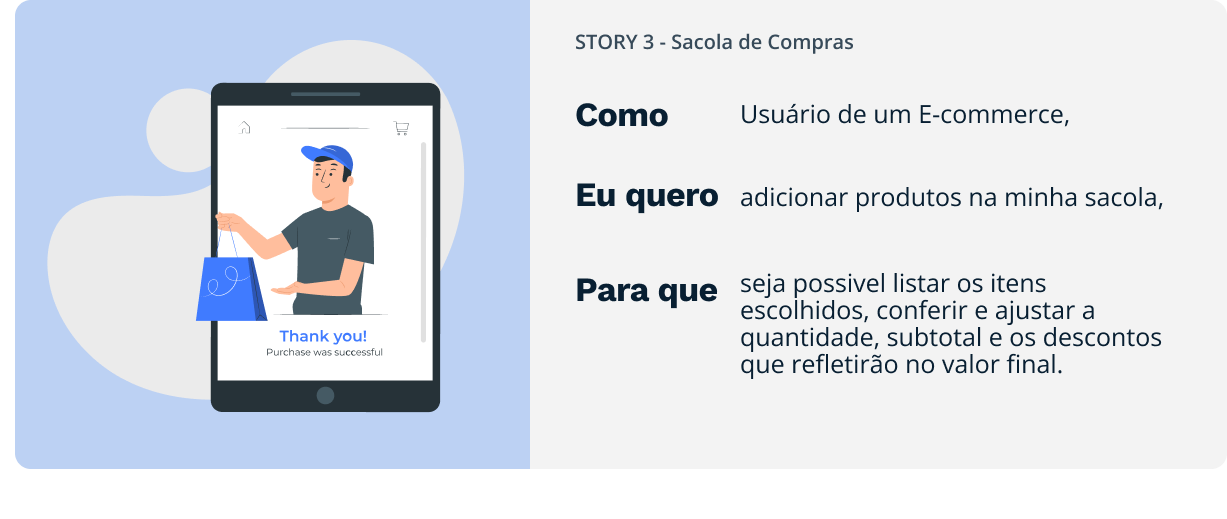 STORY 3 - Sacola de Compras
Como
Usuário de um E-commerce,
Eu quero
adicionar produtos na minha sacola,
Para que
seja possivel listar os itens
escolhidos, conferir e ajustar a
quantidade, subtotal e os descontos
que refletirão no valor final.
Thank you!
Purchase was successful